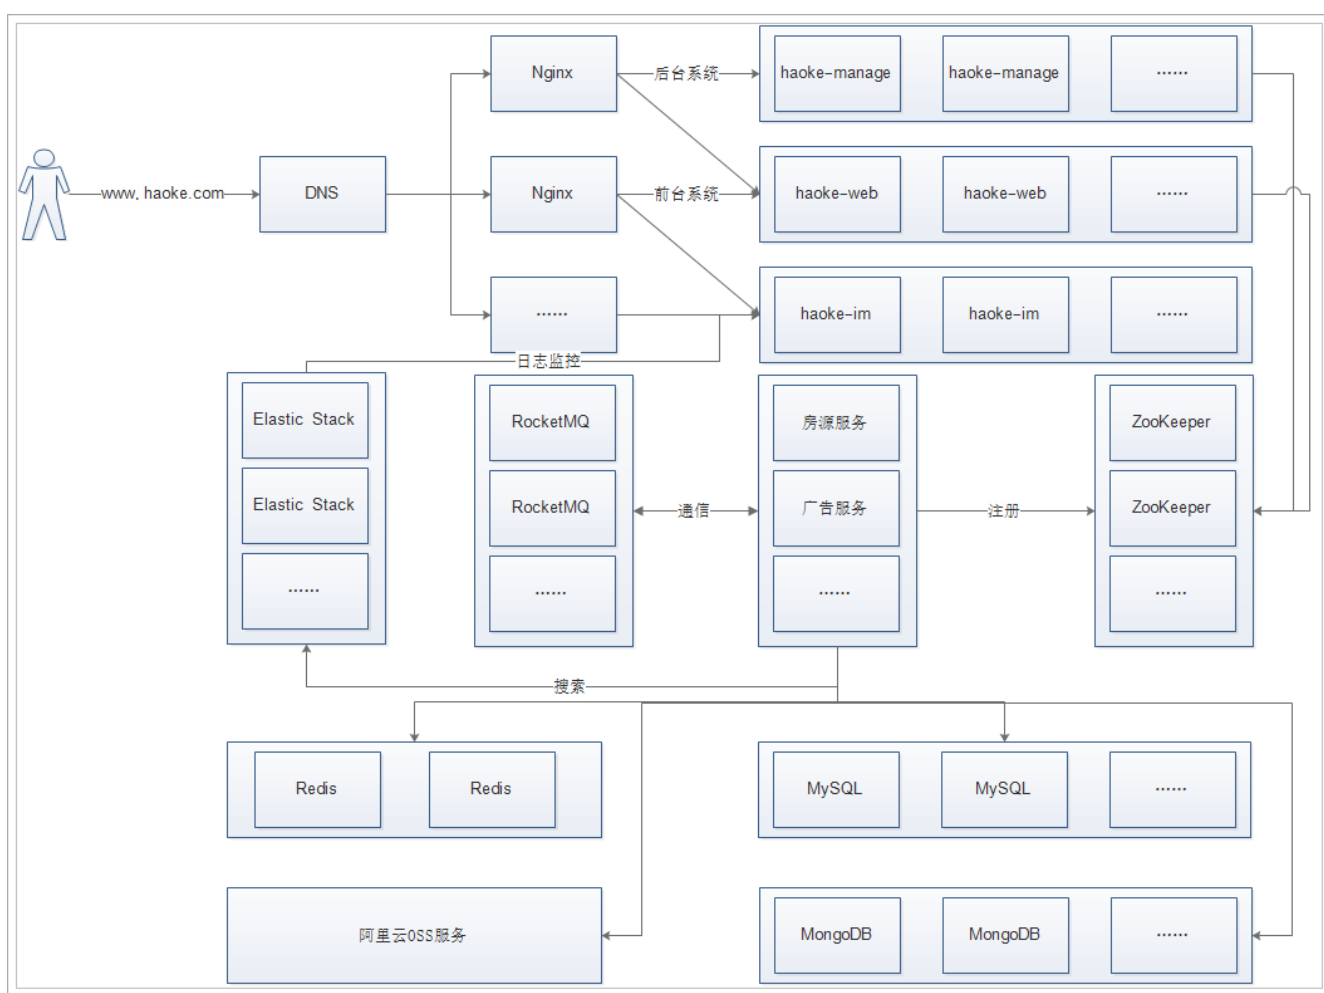 Nginx
后台系统
haoke-manage
haoke-manage
……
www.haoke.com
DNS
Nginx
前台系统
haoke-web
haoke-web
……
……
haoke-im
haoke-im
……
日志监控
Elastic Stack
Elastic Stack
……
RocketMQ
RocketMQ
……
通信
房源服务
广告服务
……
注册
ZooKeeper
ZooKeeper
……
搜索
Redis
Redis
MySQL
MySQL
……
阿里云OSS服务
MongoDB
MongoDB
……